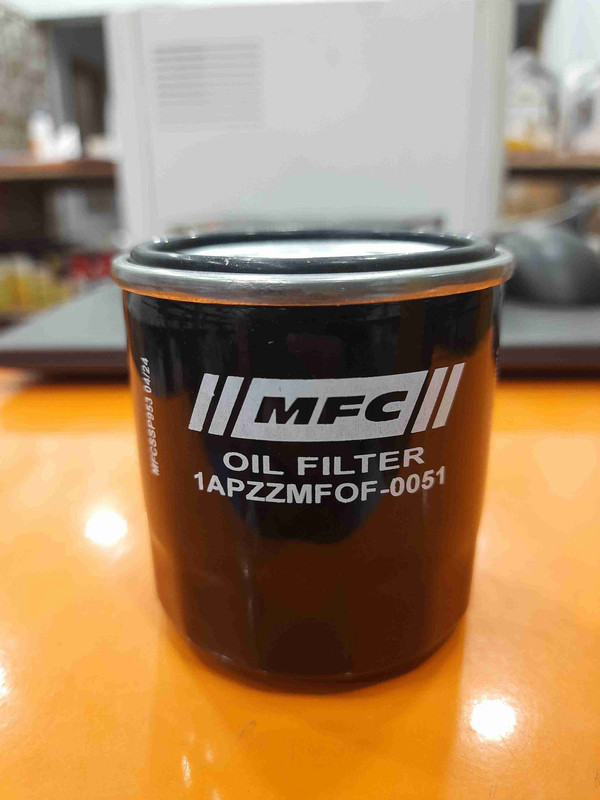 MFC
OIL FILTER
1APZZMFOF-0051
MFCSSP953 04/24